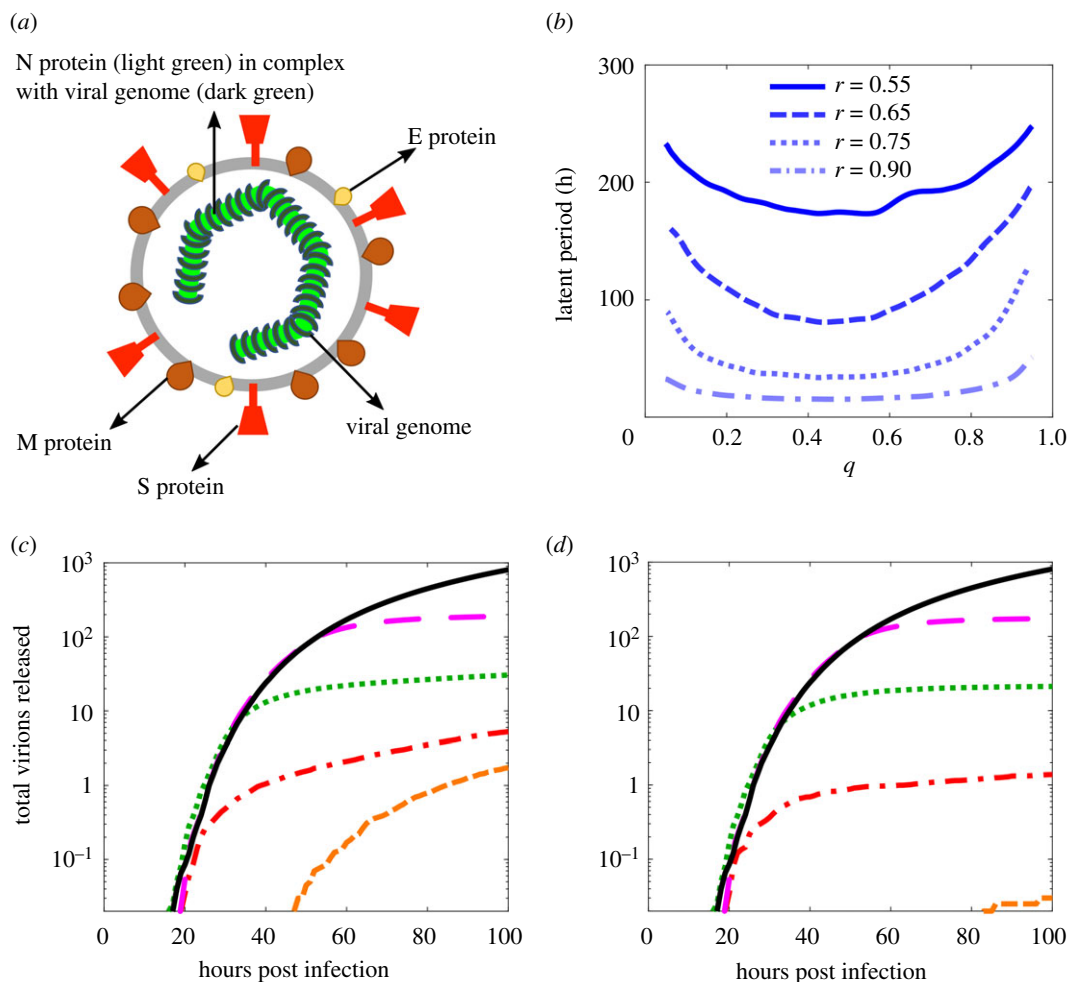 (a)
N protein (light green) in complex
with viral genome (dark green)
E protein
M protein
S protein
viral genome
(b)
300
200
100
0
latent period (h)
r = 0.55
r = 0.65
r = 0.75
r = 0.90
0.2 0.4 0.6 0.8 1.0
q
(c)
10³
10²
10
1
10⁻¹
total virions released
0 20 40 60 80 100
hours post infection
(d)
10³
10²
10
1
10⁻¹
0 20 40 60 80 100
hours post infection